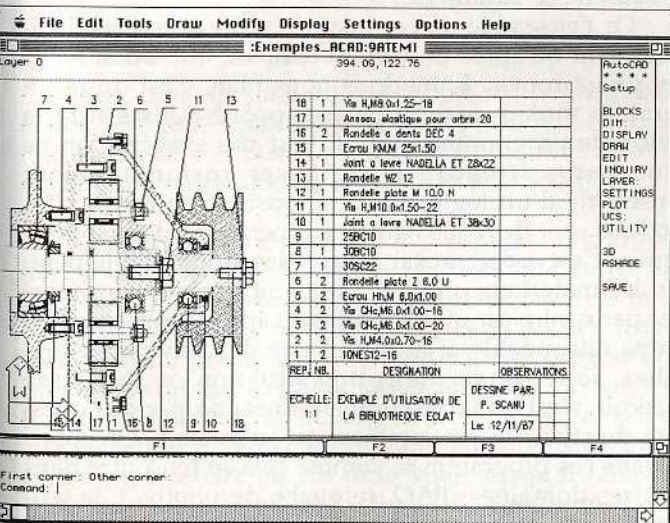 File Edit Tools Draw Modify Display Settings Options Help
:Exemples_ACAD:9ATEMI
Layer 0 394.09,122.76
AutoCAD
* * * *
Setup
BLOCKS
DIM:
DISPLAY
DRAW
EDIT
INQUIRY
LAYER:
SETTINGS
PLOT
UCS:
UTILITY
3D
ASHADE
SAVE:
7 4 3 2 6 5 11 13
18 1 Vis H,M8.0x1.25-18
17 1 Anneau elastique pour arbre 20
16 2 Rondelle a dents DEC 4
15 1 Ecrou KM,M 25x1.50
14 1 Joint a levre NADELLA ET 28x22
13 1 Rondelle WZ 12
12 1 Rondelle plate M 10.0 N
11 1 Vis H,M10.0x1.50-22
10 1 Joint a levre NADELLA ET 38x30
9 1 25BC10
8 1 30BC10
7 1 30SC22
6 2 Rondelle plate Z 6.0 U
5 2 Ecrou Hh,M 6.0x1.00
4 2 Vis CHc,M6.0x1.00-16
3 2 Vis CHc,M6.0x1.00-20
2 2 Vis H,M4.0x0.70-16
1 2 10NES12-16
REP. NB. DESIGNATION OBSERVATIONS
ECHELLE:
1:1
EXEMPLE D'UTILISATION DE
LA BIBLIOTHEQUE ECLAT
DESSINE PAR:
P. SCANU
Le: 12/11/87
15 14 17 1 16 8 12 9 10 18
W
F1 F2 F3 F4
First corner: Other corner:
Command: